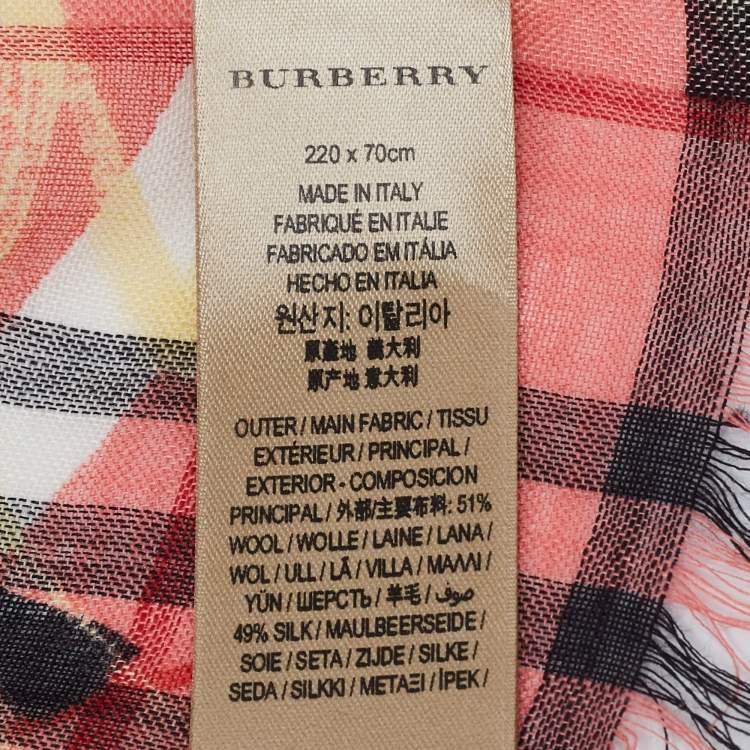 BURBERRY
220 x 70cm
MADE IN ITALY
FABRIQUÉ EN ITALIE
FABRICADO EM ITÁLIA
HECHO EN ITALIA
원산지: 이탈리아
原產地 義大利
原产地 意大利
OUTER / MAIN FABRIC / TISSU
EXTÉRIEUR / PRINCIPAL /
EXTERIOR - COMPOSICION
PRINCIPAL / 外部/主要布料: 51%
WOOL / WOLLE / LAINE / LANA /
WOL / ULL / LÃ / VILLA / ΜΑΛΛΙ /
YÜN / ШЕРСТЬ / 羊毛 / صوف /
49% SILK / MAULBEERSEIDE /
SOIE / SETA / ZIJDE / SILKE /
SEDA / SILKKI / ΜΕΤΑΞΙ / İPEK /